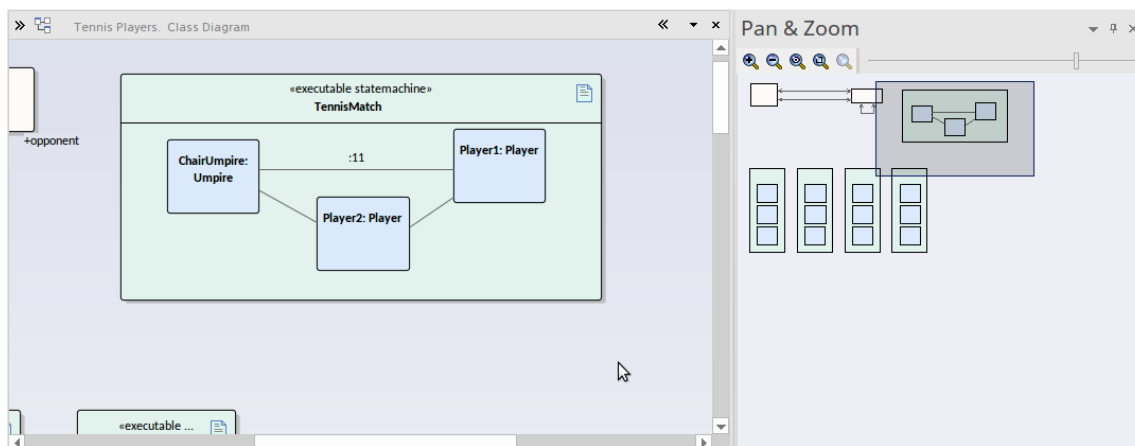 Tennis Players. Class Diagram
Pan & Zoom
«executable statemachine»
TennisMatch
+opponent
ChairUmpire:
Umpire
:11
Player1: Player
Player2: Player
«executable ...